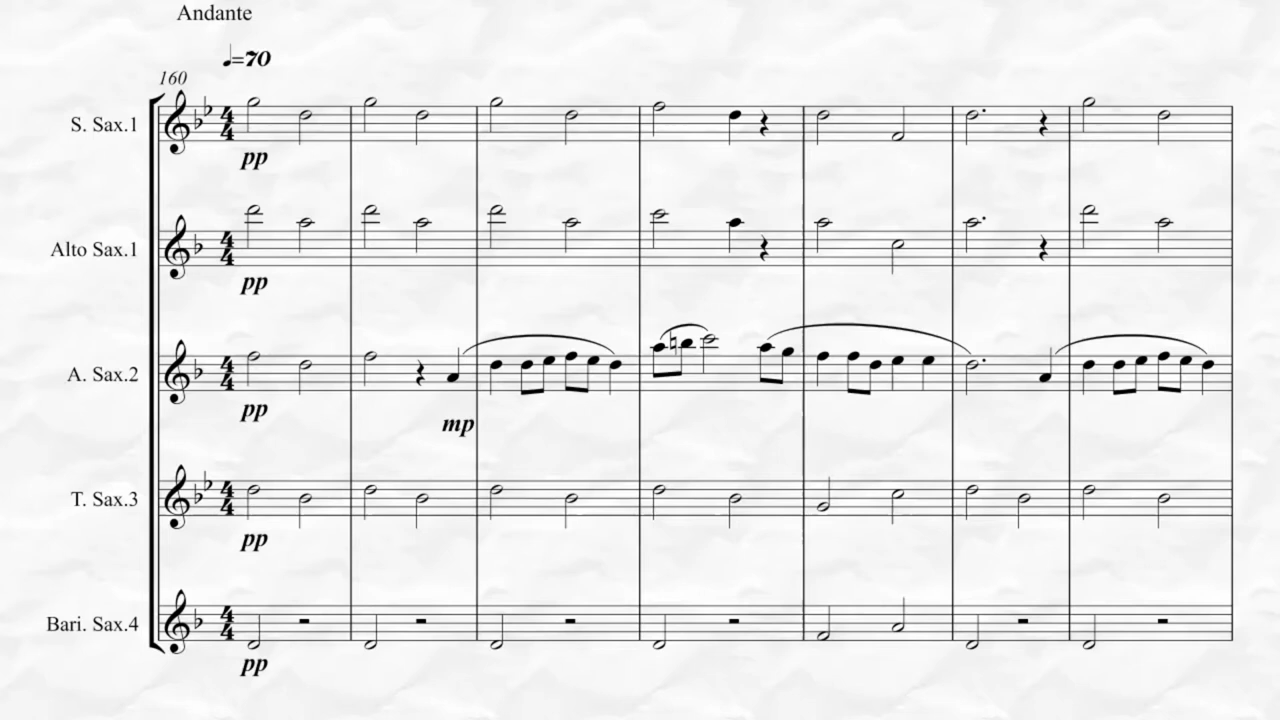 Andante
♩=70
160
S. Sax.1
pp
Alto Sax.1
pp
A. Sax.2
pp
mp
T. Sax.3
pp
Bari. Sax.4
pp